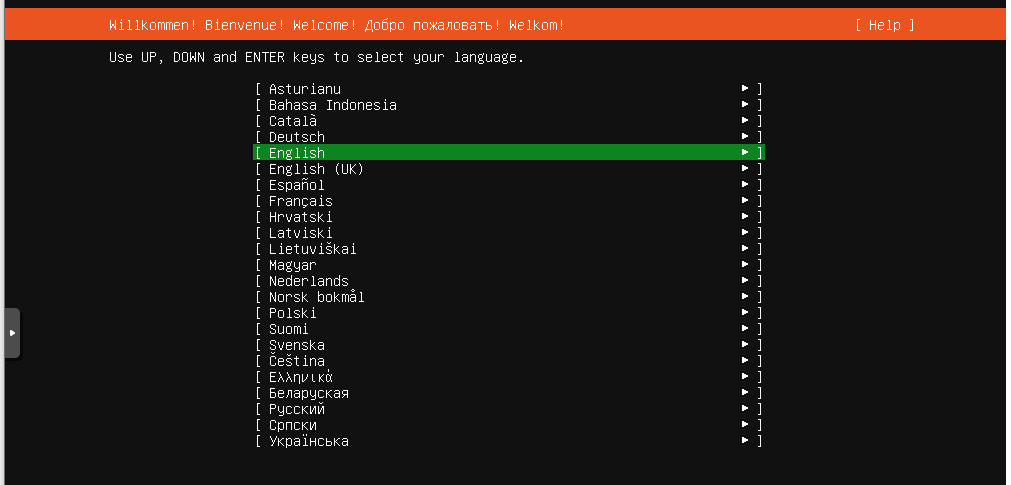 Willkommen! Bienvenue! Welcome! Добро пожаловать! Welkom! [ Help ]
Use UP, DOWN and ENTER keys to select your language.
[ Asturianu ► ]
[ Bahasa Indonesia ► ]
[ Català ► ]
[ Deutsch ► ]
[ English ► ]
[ English (UK) ► ]
[ Español ► ]
[ Français ► ]
[ Hrvatski ► ]
[ Latviski ► ]
[ Lietuviškai ► ]
[ Magyar ► ]
[ Nederlands ► ]
[ Norsk bokmål ► ]
[ Polski ► ]
[ Suomi ► ]
[ Svenska ► ]
[ Čeština ► ]
[ Ελληνικά ► ]
[ Беларуская ► ]
[ Русский ► ]
[ Српски ► ]
[ Українська ► ]